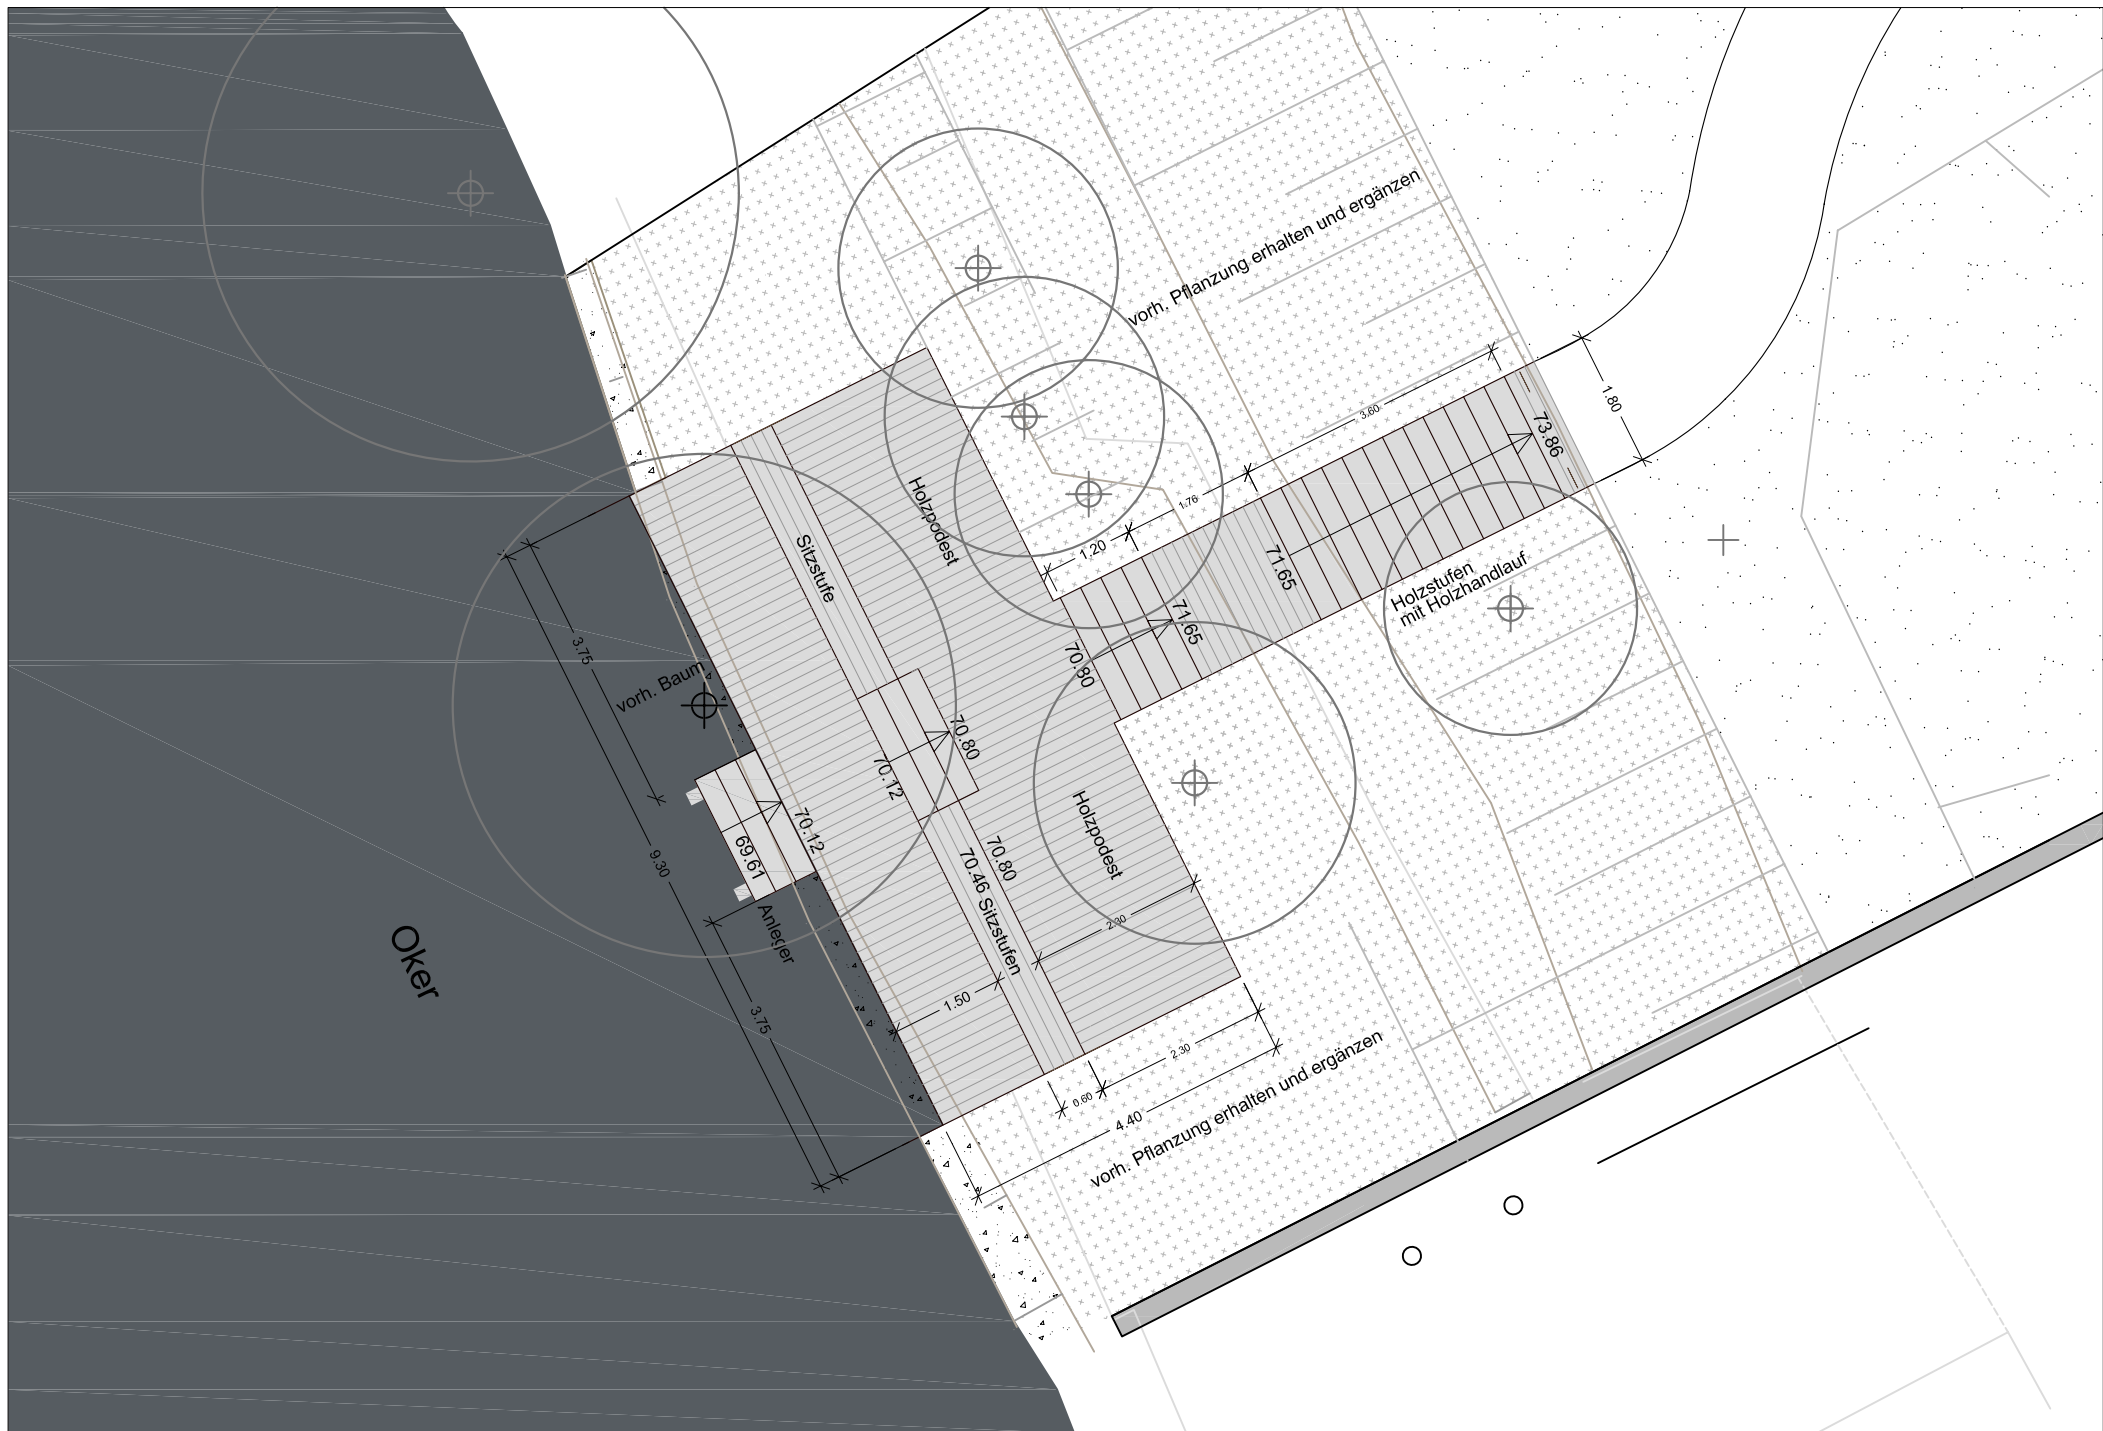 vorh. Pflanzung erhalten und ergänzen
1.80
3.60
73.86
1.76
1.20
Holzpodest
Sitzstufe
71.65
71.65
70.80
Holzstufen
mit Holzhandlauf
3.75
vorh. Baum
70.80
70.12
70.12
69.61
9.30
Anleger
Holzpodest
70.80
70.46 Sitzstufen
2.30
1.50
Oker
3.75
2.30
0.60
4.40
vorh. Pflanzung erhalten und ergänzen